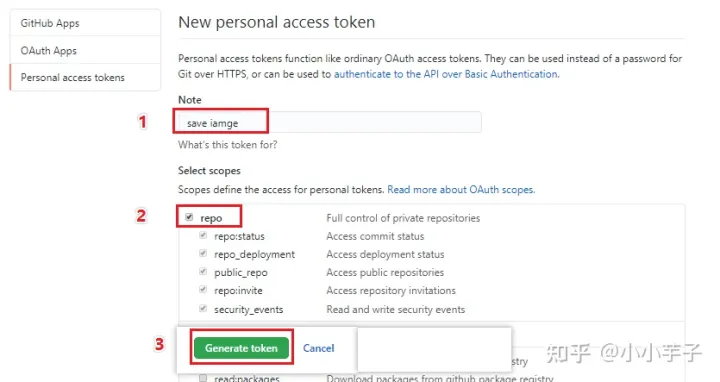 GitHub Apps
OAuth Apps
Personal access tokens
New personal access token
Personal access tokens function like ordinary OAuth access tokens. They can be used instead of a password for
Git over HTTPS, or can be used to authenticate to the API over Basic Authentication.
Note
1
save iamge
What's this token for?
Select scopes
Scopes define the access for personal tokens. Read more about OAuth scopes.
2
repo Full control of private repositories
repo:status Access commit status
repo_deployment Access deployment status
public_repo Access public repositories
repo:invite Access repository invitations
security_events Read and write security events
3
Generate token Cancel
知乎 @小小芋子
read:packages Download packages from github package registry